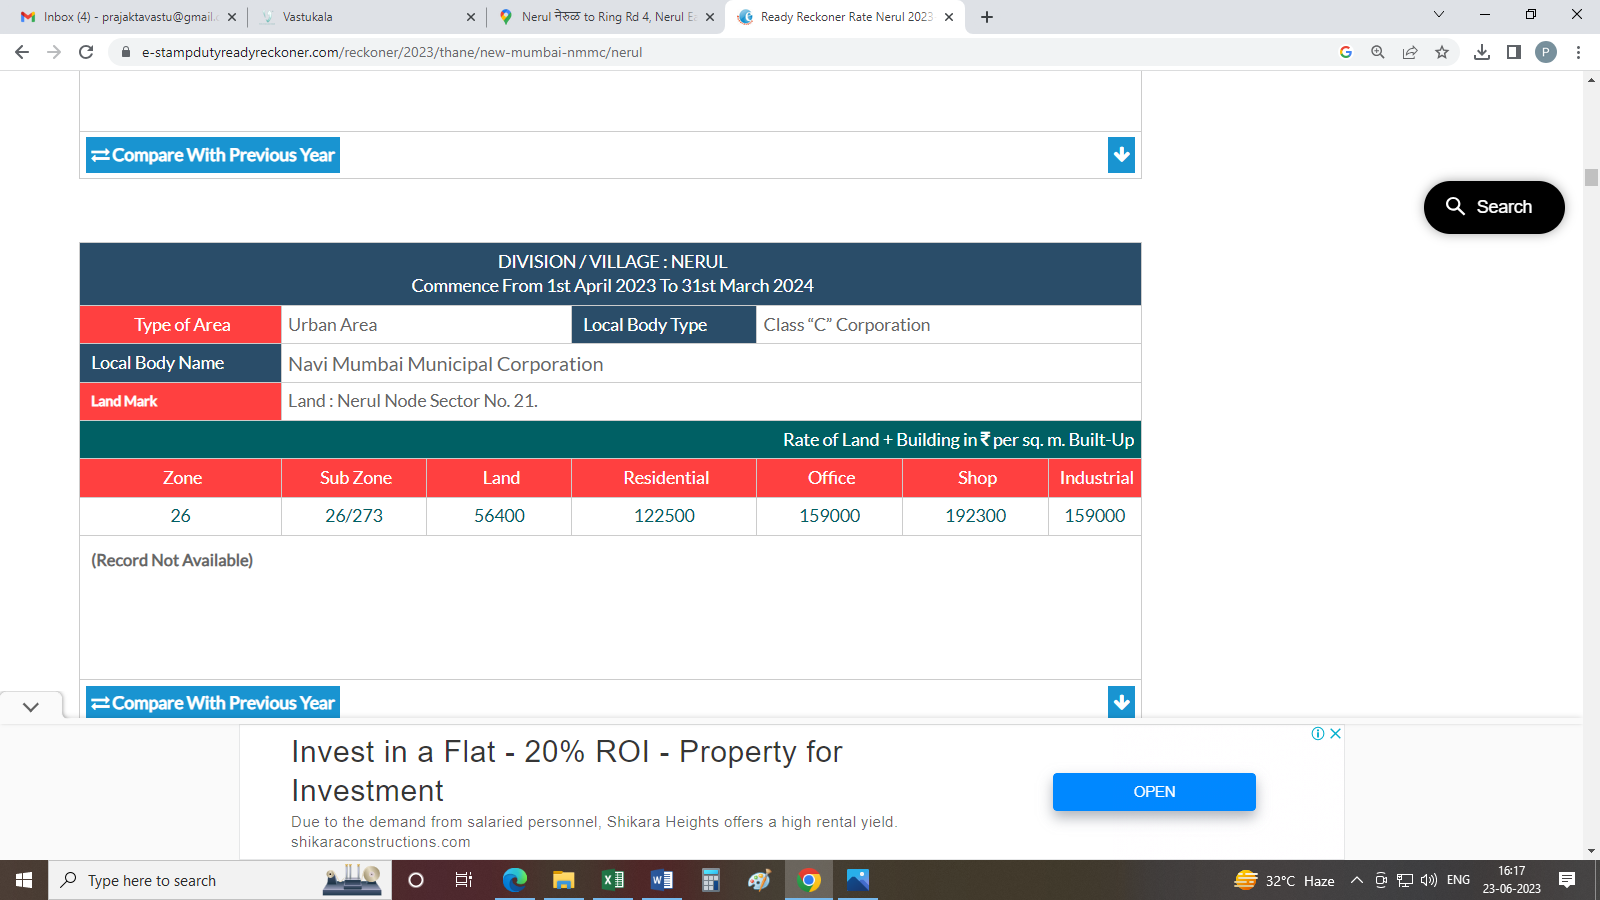 Inbox (4) - prajaktavastu@gmail.c
Vastukala
Nerul नेरुळ to Ring Rd 4, Nerul Ea
Ready Reckoner Rate Nerul 2023
e-stampdutyreadyreckoner.com/reckoner/2023/thane/new-mumbai-nmmc/nerul
P
Compare With Previous Year
Search
DIVISION / VILLAGE : NERUL
Commence From 1st April 2023 To 31st March 2024
Type of Area Urban Area Local Body Type Class “C” Corporation
Local Body Name Navi Mumbai Municipal Corporation
Land Mark Land : Nerul Node Sector No. 21.
Rate of Land + Building in ₹ per sq. m. Built-Up
Zone Sub Zone Land Residential Office Shop Industrial
26 26/273 56400 122500 159000 192300 159000
(Record Not Available)
Compare With Previous Year
Invest in a Flat - 20% ROI - Property for
Investment
Due to the demand from salaried personnel, Shikara Heights offers a high rental yield.
shikaraconstructions.com
OPEN
Type here to search
32°C Haze
ENG
16:17
23-06-2023